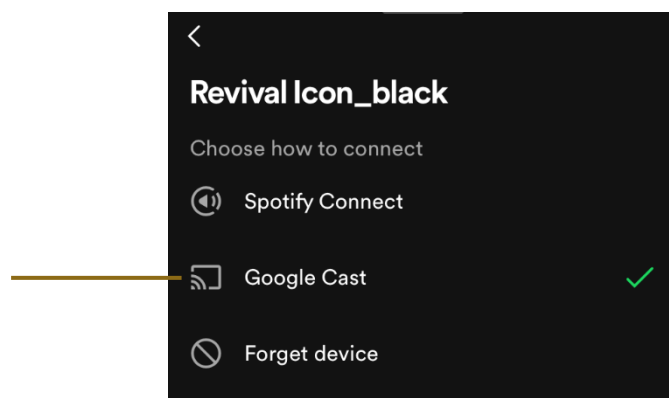 Revival Icon_black
Choose how to connect
Spotify Connect
Google Cast
Forget device